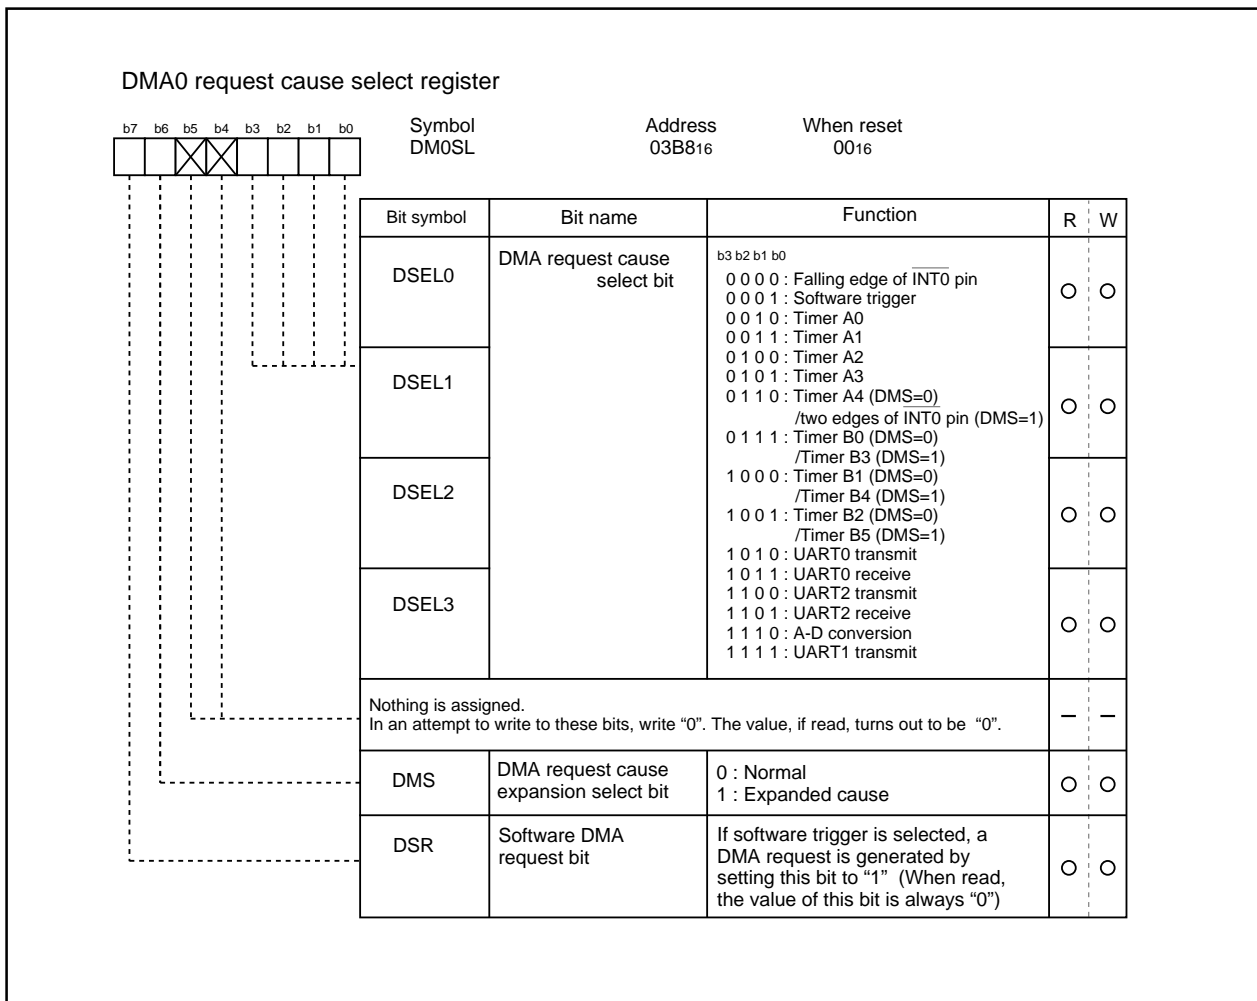 DMA0 request cause select register
b7 b6 b5 b4 b3 b2 b1 b0
Symbol Address When reset
DM0SL 03B816 0016
Bit symbol Bit name Function R W
DSEL0 DMA request cause select bit
b3 b2 b1 b0
0 0 0 0 : Falling edge of INT0 pin
0 0 0 1 : Software trigger
0 0 1 0 : Timer A0
0 0 1 1 : Timer A1
0 1 0 0 : Timer A2
DSEL1
0 1 0 1 : Timer A3
0 1 1 0 : Timer A4 (DMS=0)
/two edges of INT0 pin (DMS=1)
0 1 1 1 : Timer B0 (DMS=0)
/Timer B3 (DMS=1)
DSEL2
1 0 0 0 : Timer B1 (DMS=0)
/Timer B4 (DMS=1)
1 0 0 1 : Timer B2 (DMS=0)
/Timer B5 (DMS=1)
1 0 1 0 : UART0 transmit
1 0 1 1 : UART0 receive
DSEL3
1 1 0 0 : UART2 transmit
1 1 0 1 : UART2 receive
1 1 1 0 : A-D conversion
1 1 1 1 : UART1 transmit
Nothing is assigned.
In an attempt to write to these bits, write “0”. The value, if read, turns out to be “0”.
DMS
DMA request cause
expansion select bit
0 : Normal
1 : Expanded cause
DSR
Software DMA
request bit
If software trigger is selected, a
DMA request is generated by
setting this bit to “1” (When read,
the value of this bit is always “0”)